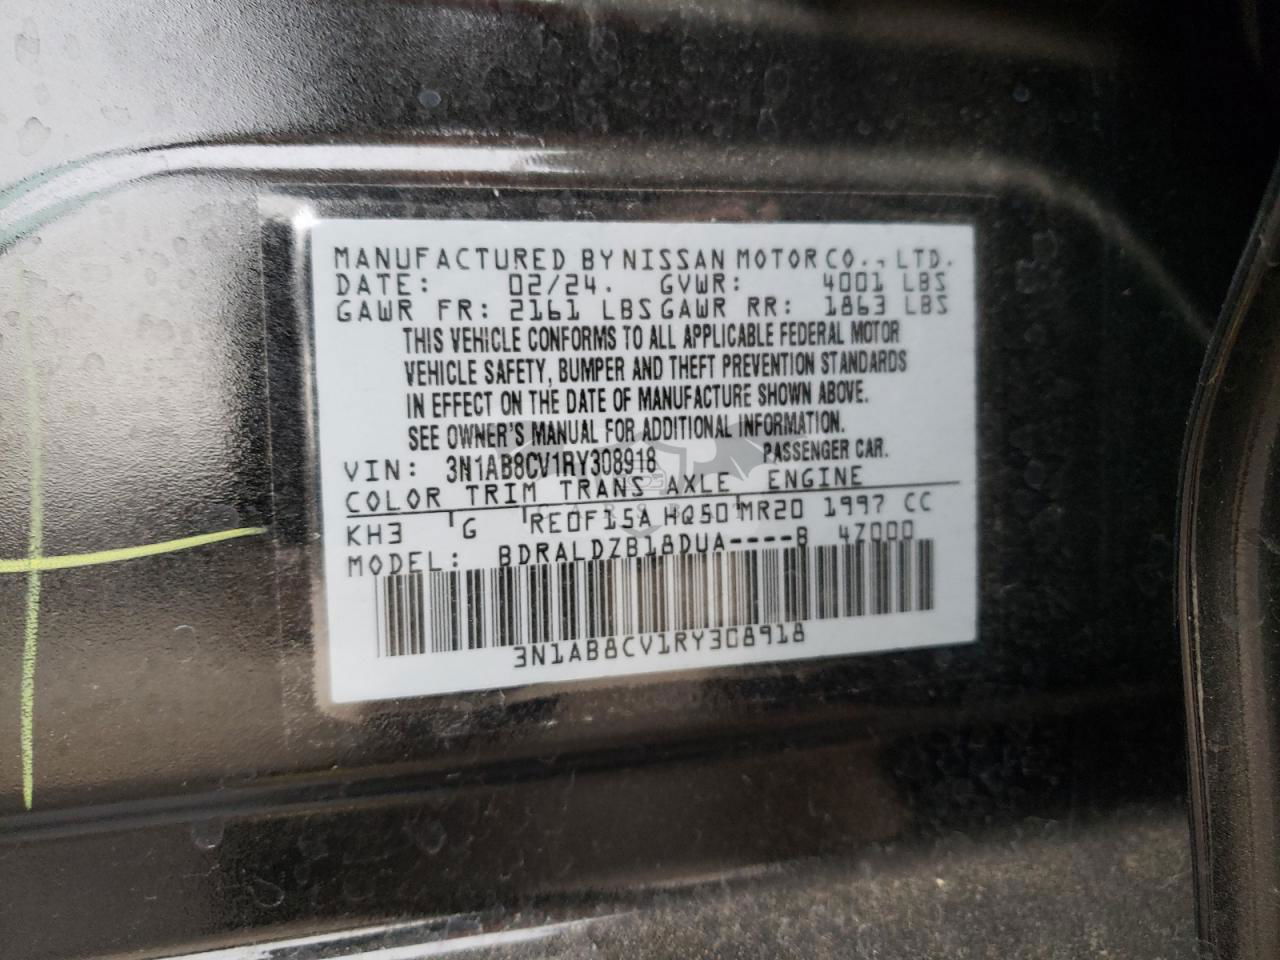 MANUFACTURED BY NISSAN MOTOR CO., LTD.
DATE: 02/24. GVWR: 4001 LBS
GAWR FR: 2161 LBS GAWR RR: 1863 LBS
THIS VEHICLE CONFORMS TO ALL APPLICABLE FEDERAL MOTOR
VEHICLE SAFETY, BUMPER AND THEFT PREVENTION STANDARDS
IN EFFECT ON THE DATE OF MANUFACTURE SHOWN ABOVE.
SEE OWNER'S MANUAL FOR ADDITIONAL INFORMATION.
VIN: 3N1AB8CV1RY308918 PASSENGER CAR.
COLOR TRIM TRANS AXLE ENGINE
KH3 G RE0F15A HQ50 MR20 1997 CC
MODEL: BDRALDZB18DUA----B 47000
3N1AB8CV1RY308918